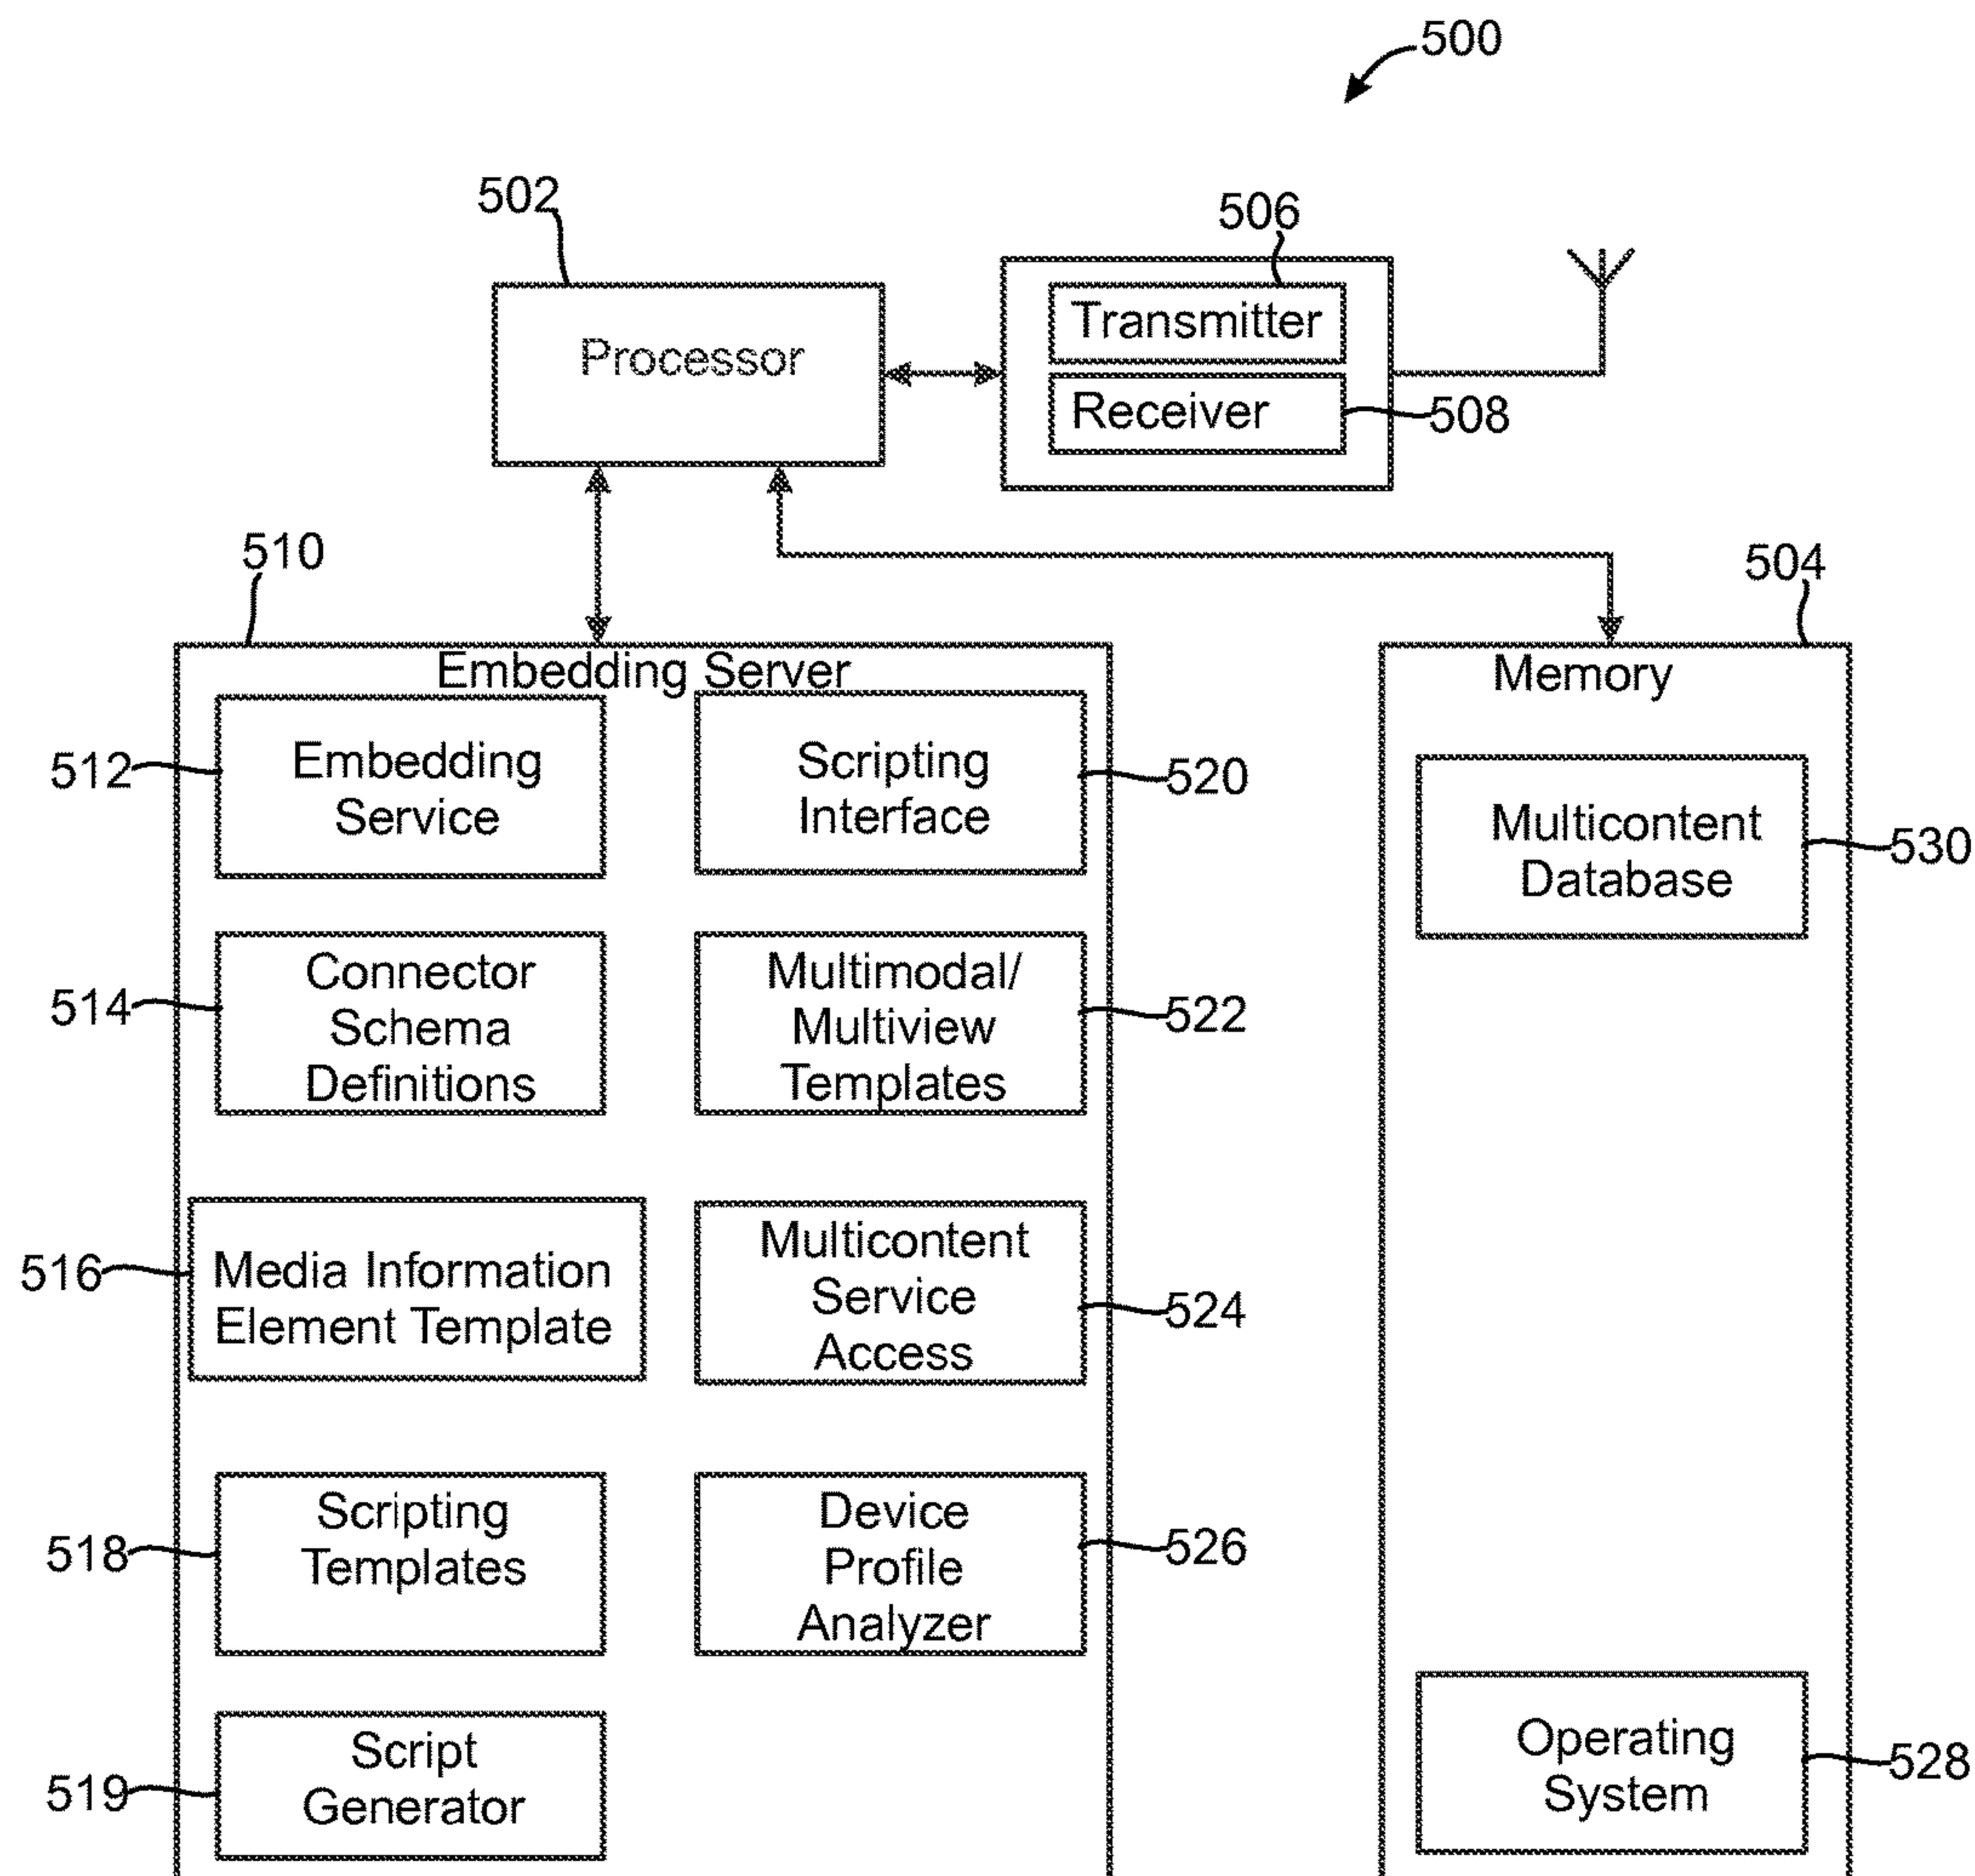 500
502
506
Processor
Transmitter
Receiver
508
510
504
Embedding Server
Memory
512
Embedding
Service
Scripting
Interface
520
Multicontent
Database
530
514
Connector
Schema
Definitions
Multimodal/
Multiview
Templates
522
516
Media Information
Element Template
Multicontent
Service
Access
524
518
Scripting
Templates
Device
Profile
Analyzer
526
519
Script
Generator
Operating
System
528